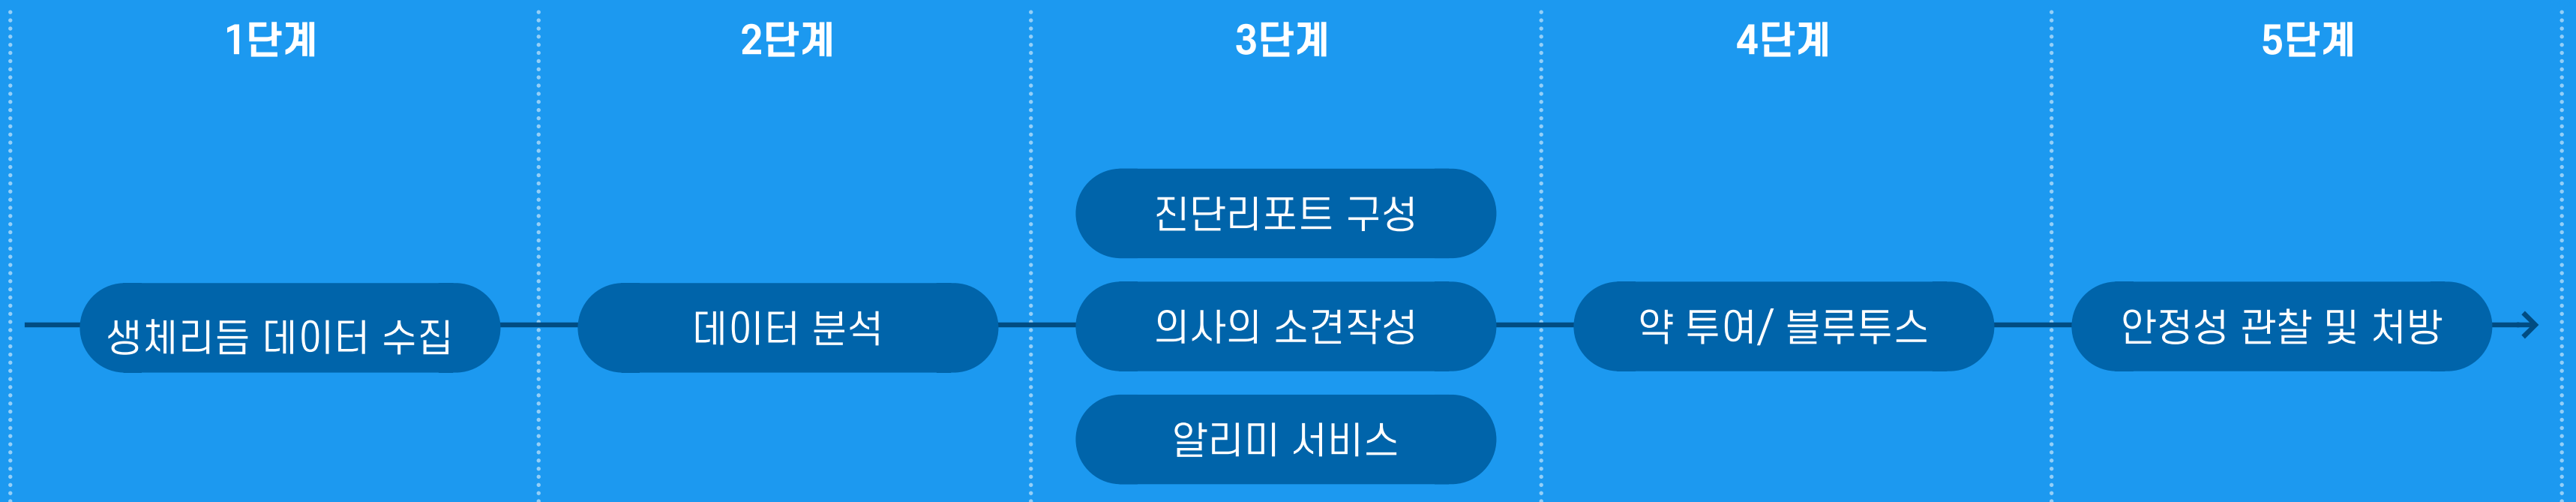 1단계
2단계
3단계
4단계
5단계
생체리듬 데이터 수집
데이터 분석
진단리포트 구성
의사의 소견작성
알리미 서비스
약 투여/ 블루투스
안정성 관찰 및 처방